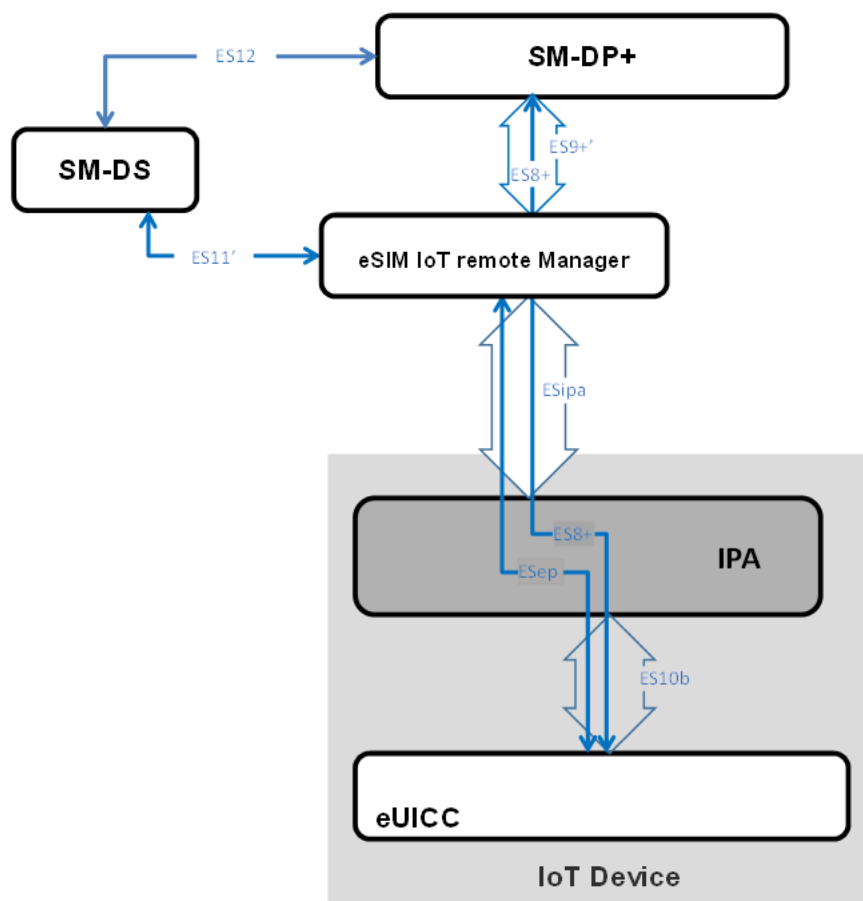 ES12
SM-DP+
SM-DS
ES9+’
ES8+
ES11’
eSIM IoT remote Manager
ESipa
ES8+
IPA
ESep
ES10b
eUICC
IoT Device